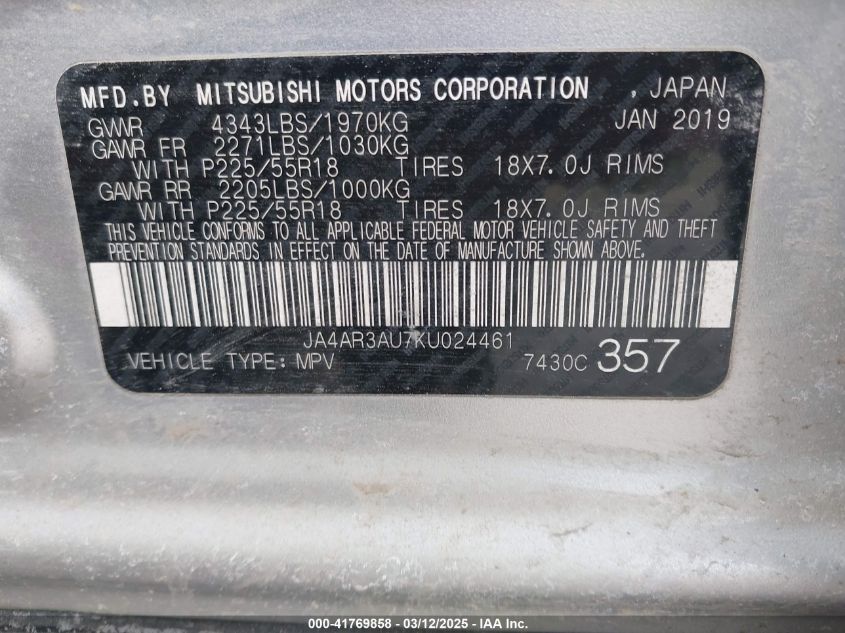 MFD.BY MITSUBISHI MOTORS CORPORATION , JAPAN
GVWR 4343LBS/1970KG JAN 2019
GAWR FR 2271LBS/1030KG
WITH P225/55R18 TIRES 18X7.0J RIMS
GAWR RR 2205LBS/1000KG
WITH P225/55R18 TIRES 18X7.0J RIMS
THIS VEHICLE CONFORMS TO ALL APPLICABLE FEDERAL MOTOR VEHICLE SAFETY AND THEFT
PREVENTION STANDARDS IN EFFECT ON THE DATE OF MANUFACTURE SHOWN ABOVE.
JA4AR3AU7KU024461
VEHICLE TYPE: MPV 7430C 357
000-41769858 - 03/12/2025 - IAA Inc.